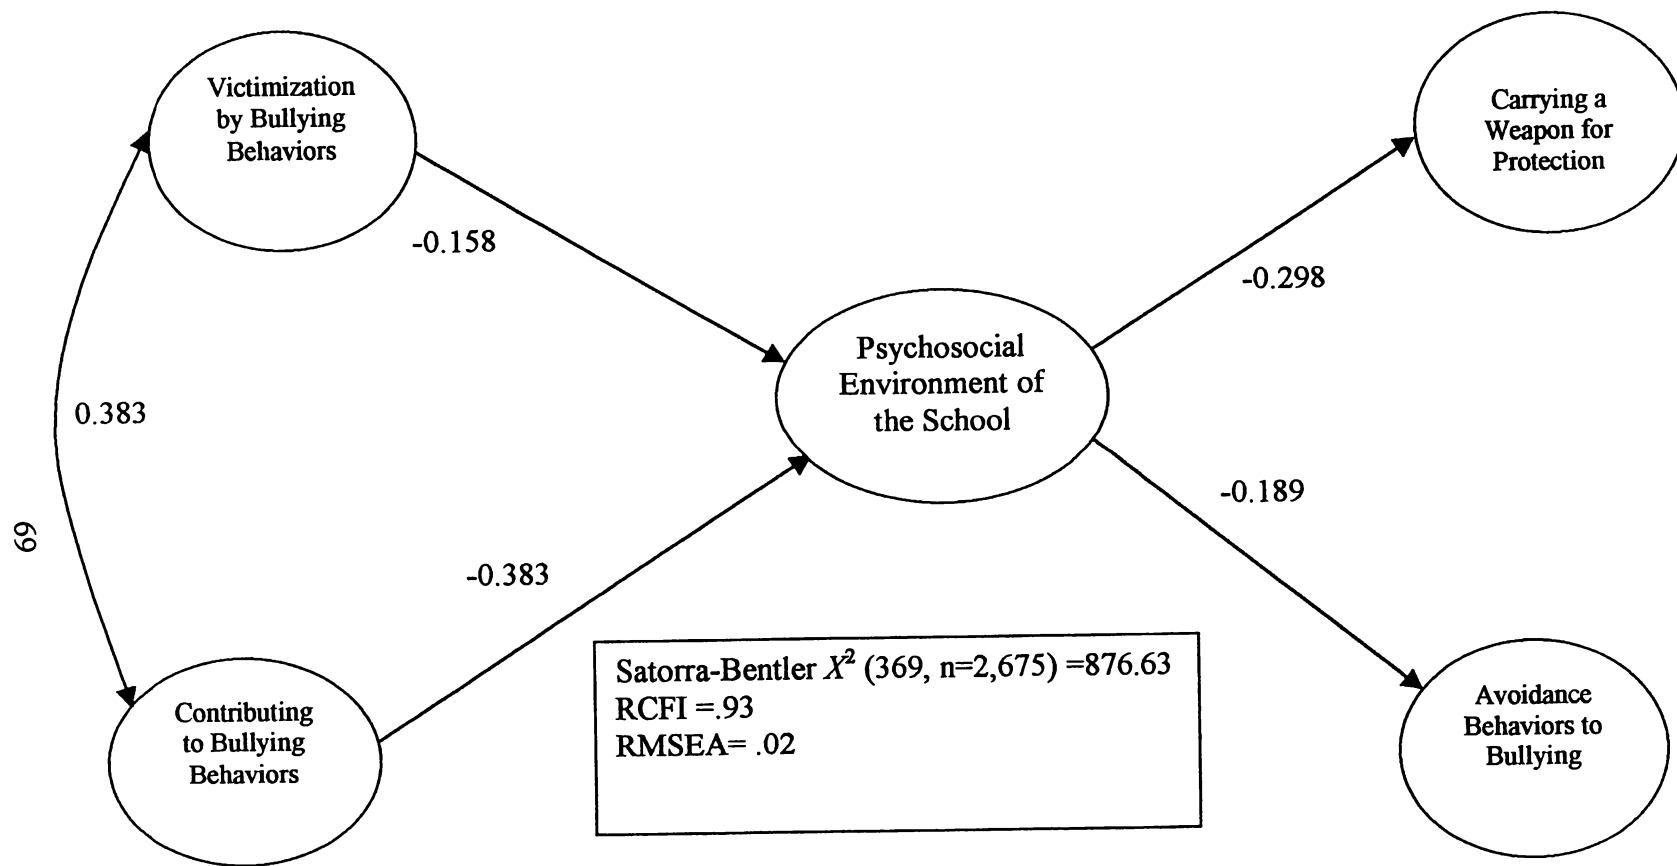 Victimization
by Bullying
Behaviors
Carrying a
Weapon for
Protection
-0.158
-0.298
Psychosocial
Environment of
the School
0.383
-0.189
69
-0.383
Satorra-Bentler X² (369, n=2,675) =876.63
RCFI =.93
RMSEA= .02
Contributing
to Bullying
Behaviors
Avoidance
Behaviors to
Bullying